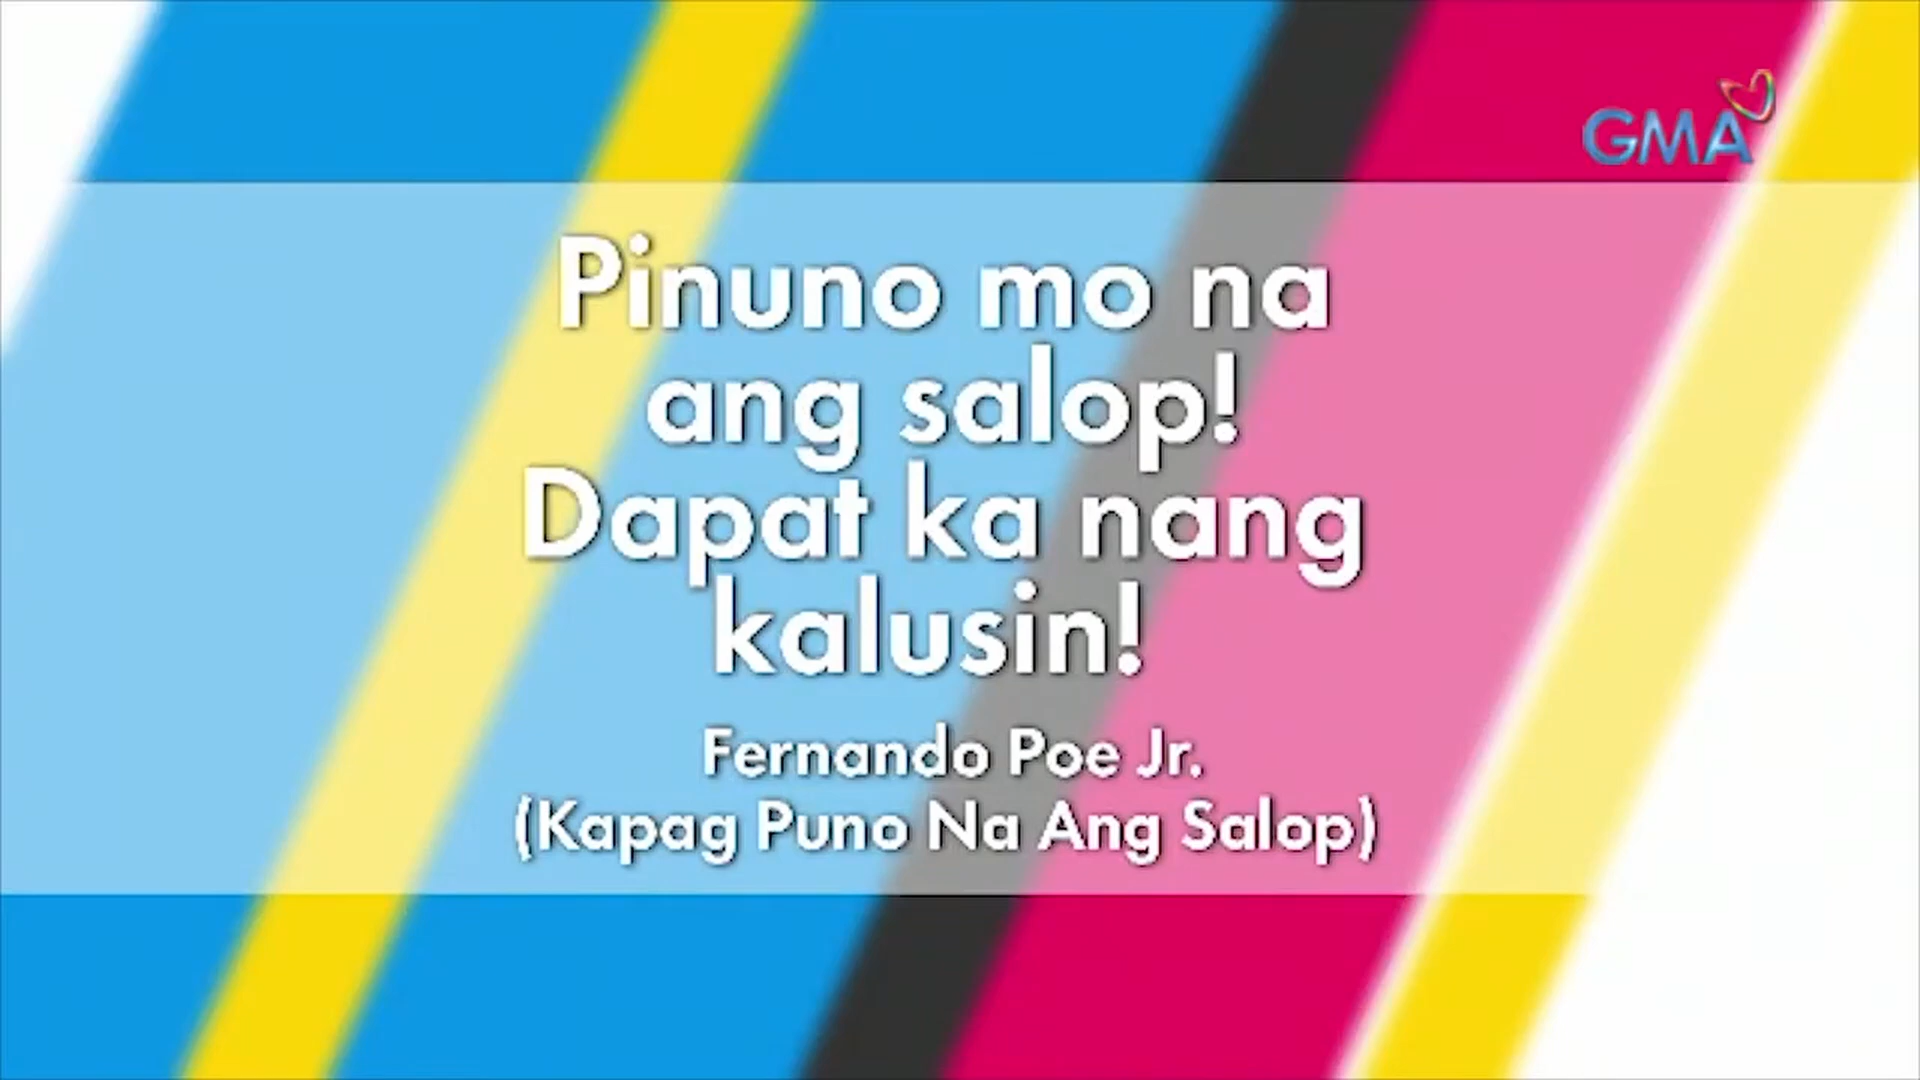 GMA
Pinuno mo na
ang salop!
Dapat ka nang
kalusin!
Fernando Poe Jr.
(Kapag Puno Na Ang Salop)